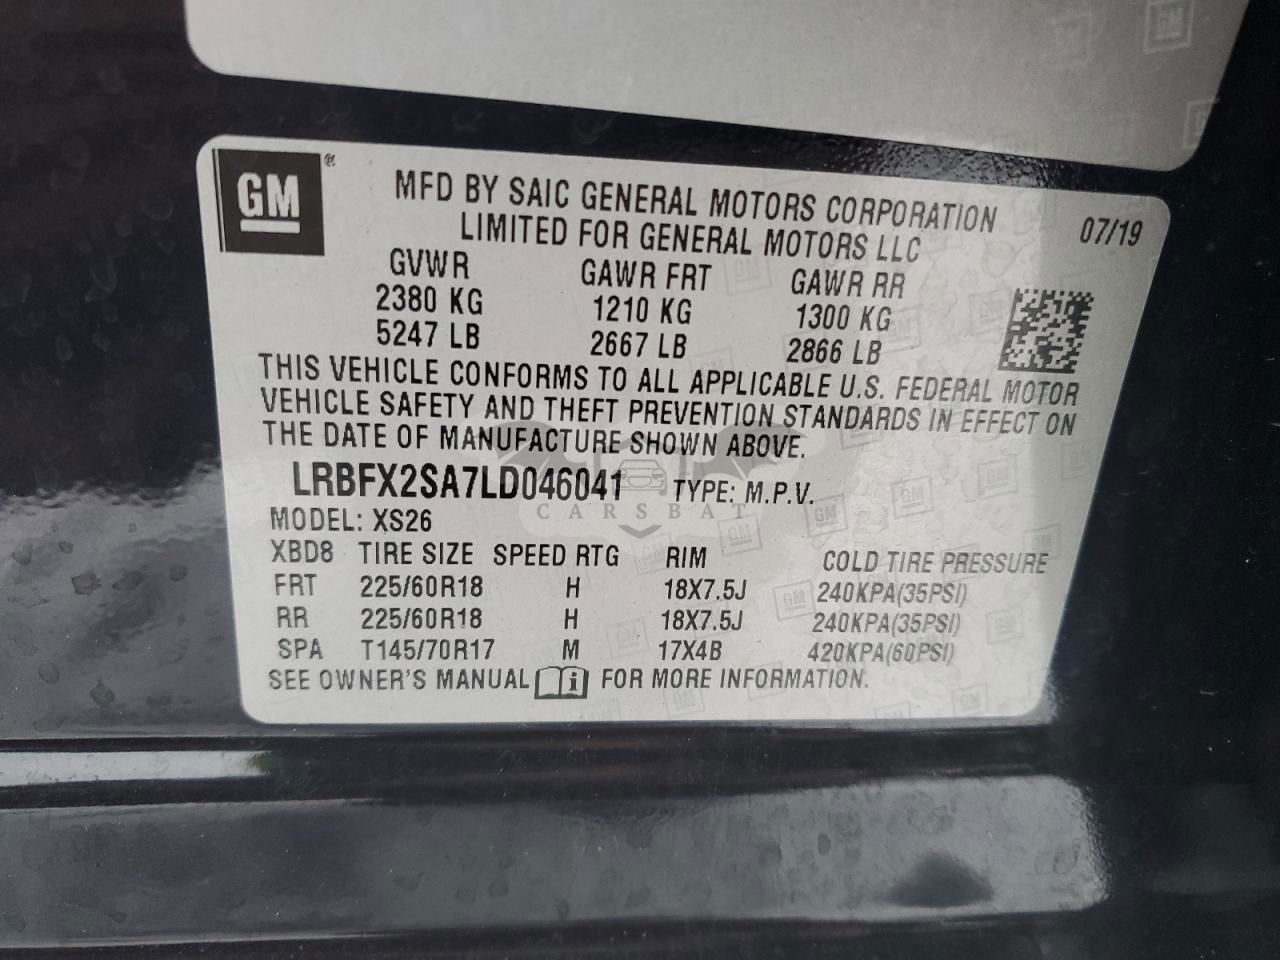 GM ® MFD BY SAIC GENERAL MOTORS CORPORATION 07/19
LIMITED FOR GENERAL MOTORS LLC
GVWR GAWR FRT GAWR RR
2380 KG 1210 KG 1300 KG
5247 LB 2667 LB 2866 LB
THIS VEHICLE CONFORMS TO ALL APPLICABLE U.S. FEDERAL MOTOR
VEHICLE SAFETY AND THEFT PREVENTION STANDARDS IN EFFECT ON
THE DATE OF MANUFACTURE SHOWN ABOVE.
LRBFX2SA7LD046041 TYPE: M.P.V.
CARSBAT
MODEL: XS26
XBD8 TIRE SIZE SPEED RTG RIM COLD TIRE PRESSURE
FRT 225/60R18 H 18X7.5J 240KPA(35PSI)
RR 225/60R18 H 18X7.5J 240KPA(35PSI)
SPA T145/70R17 M 17X4B 420KPA(60PSI)
SEE OWNER'S MANUAL i FOR MORE INFORMATION.